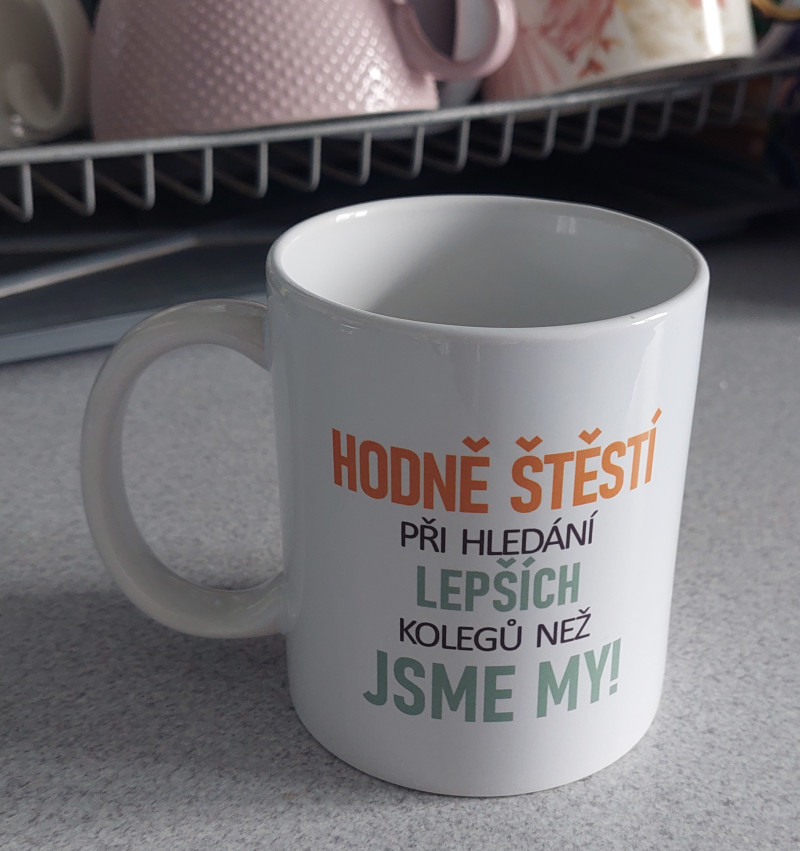 HODNĚ ŠTĚSTÍ
PŘI HLEDÁNÍ
LEPŠÍCH
KOLEGŮ NEŽ
JSME MY!